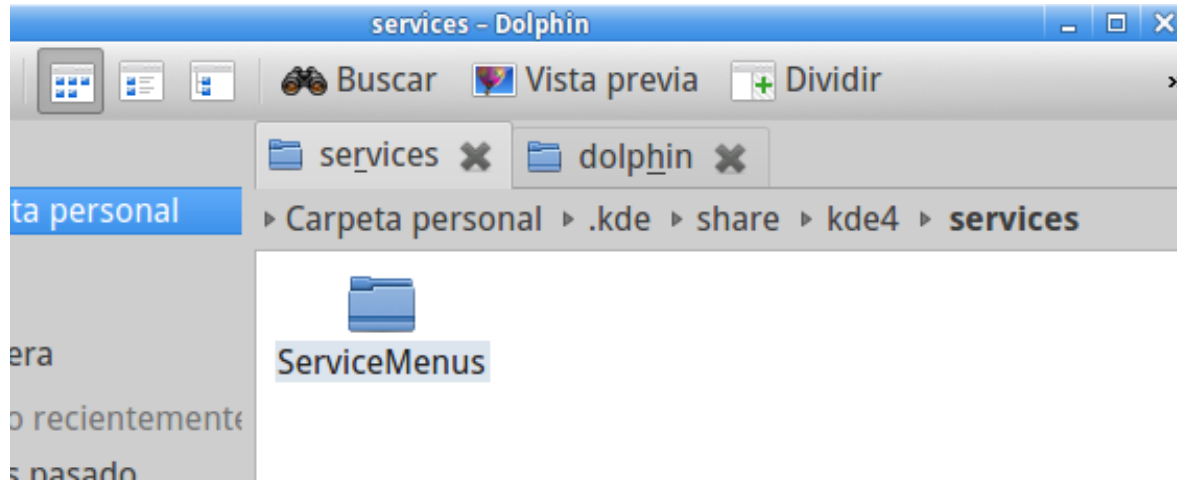 services – Dolphin
Buscar Vista previa Dividir »
services dolphin
ta personal
Carpeta personal .kde share kde4 services
ServiceMenus
era
o recientemente
s pasado